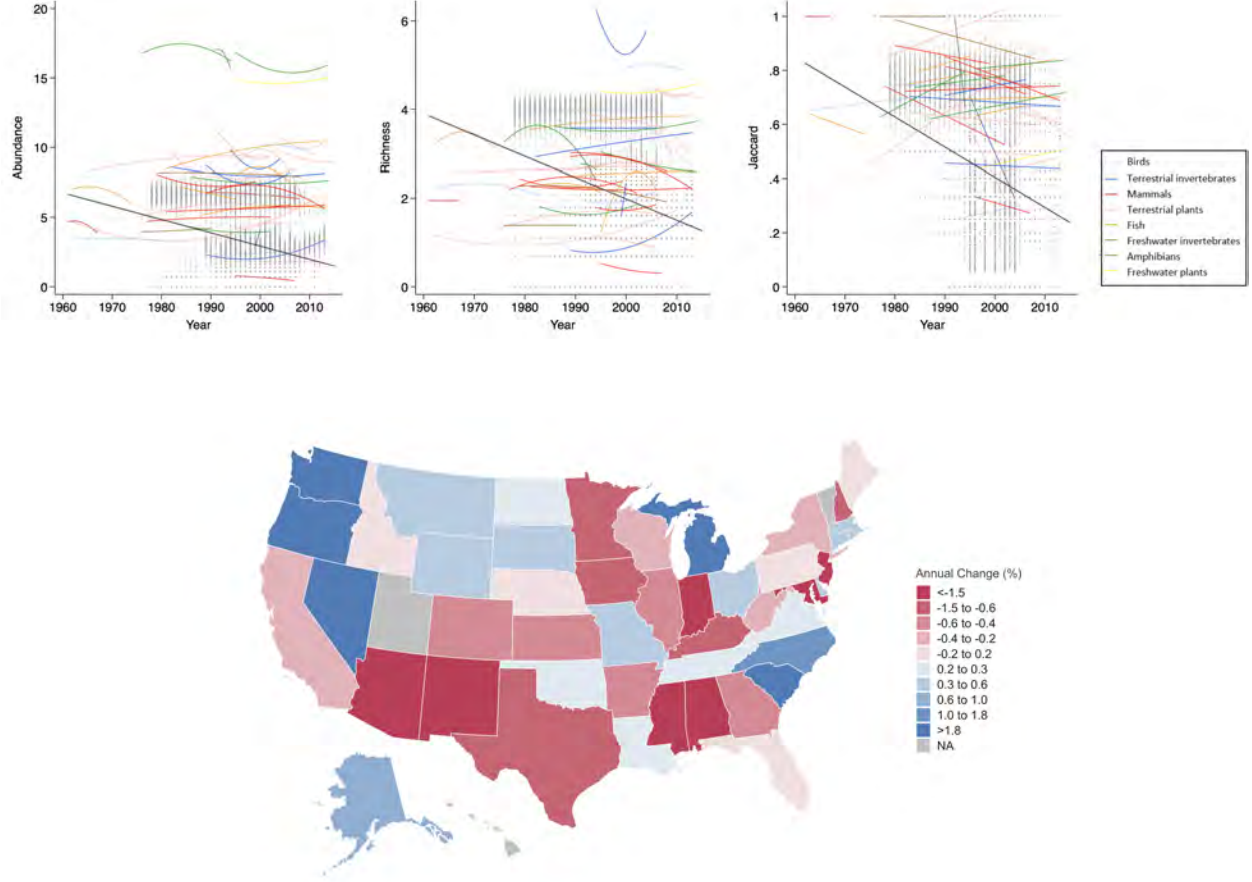 20
15
10
5
0
Abundance
1960 1970 1980 1990 2000 2010
Year
6
4
2
0
Richness
1960 1970 1980 1990 2000 2010
Year
1
.8
.6
.4
.2
0
Jaccard
1960 1970 1980 1990 2000 2010
Year
Birds
Terrestrial invertebrates
Mammals
Terrestrial plants
Fish
Freshwater invertebrates
Amphibians
Freshwater plants
Annual Change (%)
<-1.5
-1.5 to -0.6
-0.6 to -0.4
-0.4 to -0.2
-0.2 to 0.2
0.2 to 0.3
0.3 to 0.6
0.6 to 1.0
1.0 to 1.8
>1.8
NA